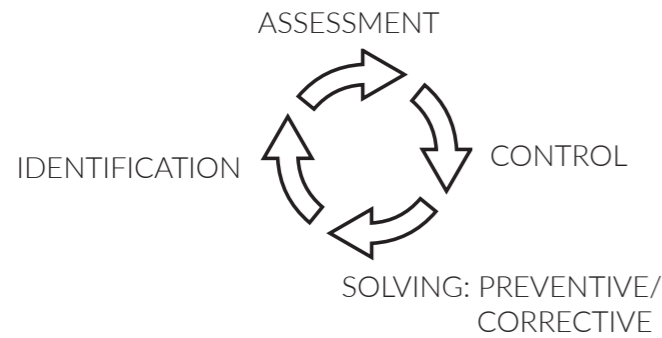 ASSESSMENT
IDENTIFICATION
CONTROL
SOLVING: PREVENTIVE/
CORRECTIVE